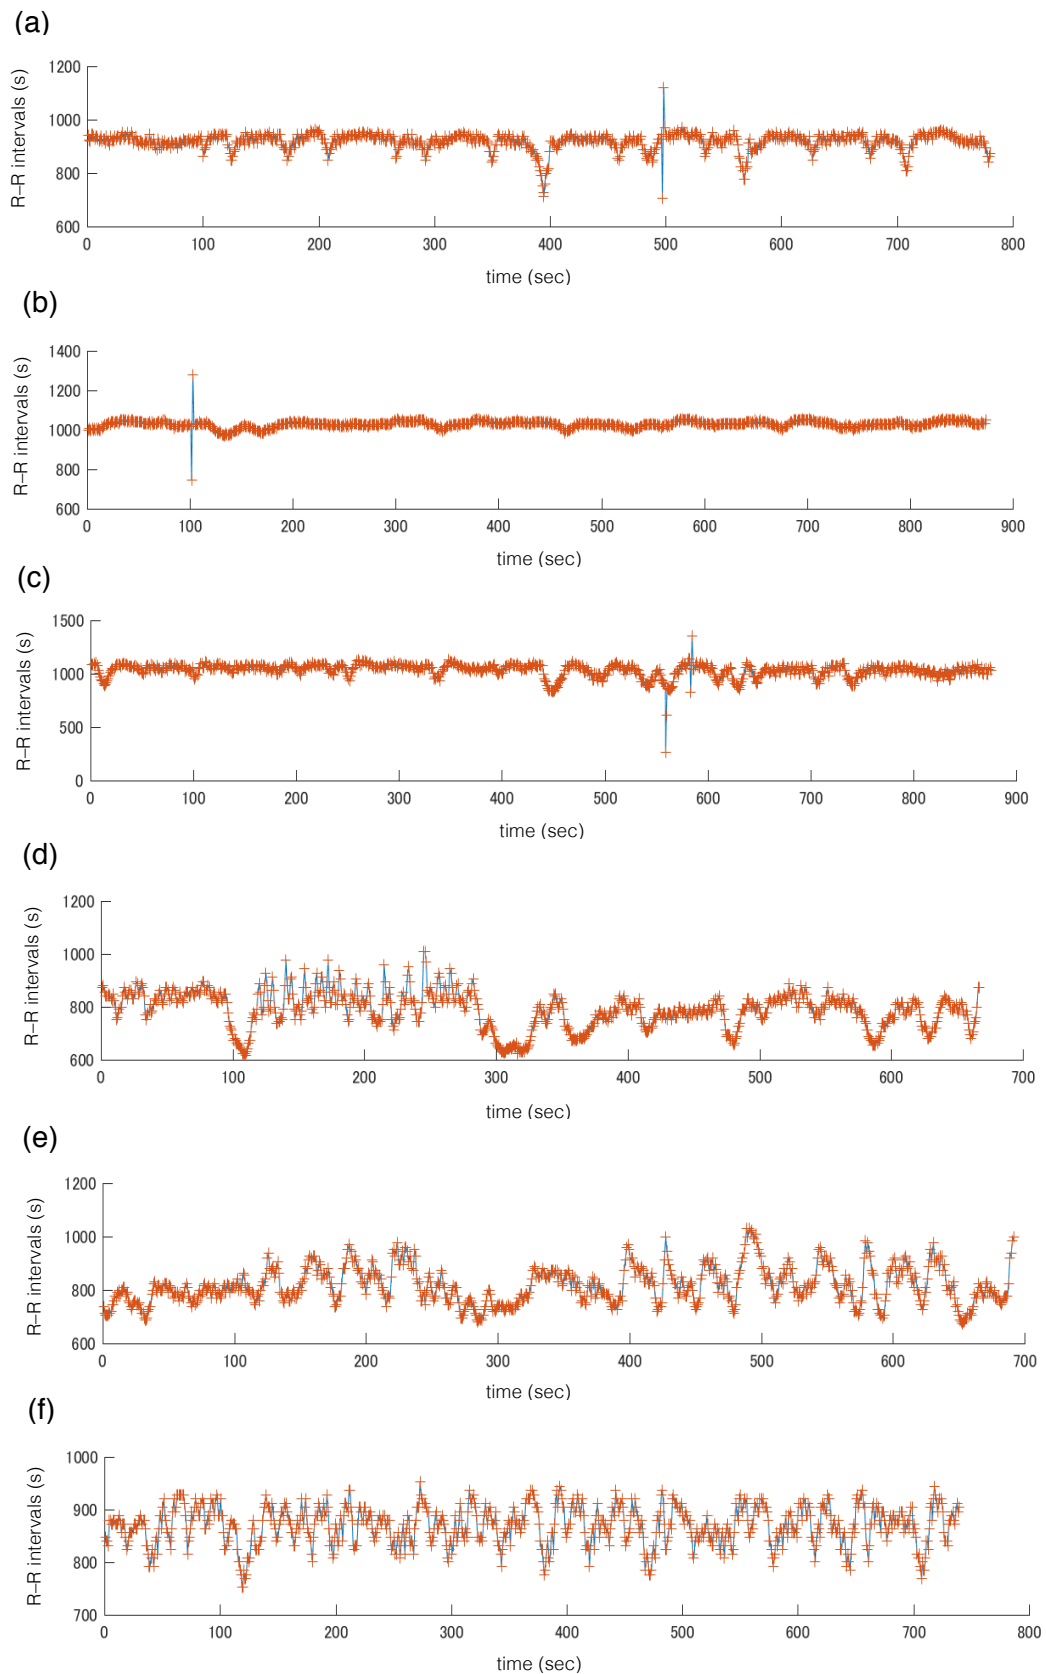 (a)
R–R intervals (s)
1200
1000
800
600
0 100 200 300 400 500 600 700 800
time (sec)
(b)
R–R intervals (s)
1400
1200
1000
800
600
0 100 200 300 400 500 600 700 800 900
time (sec)
(c)
R–R intervals (s)
1500
1000
500
0
0 100 200 300 400 500 600 700 800 900
time (sec)
(d)
R–R intervals (s)
1200
1000
800
600
0 100 200 300 400 500 600 700
time (sec)
(e)
R–R intervals (s)
1200
1000
800
600
0 100 200 300 400 500 600 700
time (sec)
(f)
R–R intervals (s)
1000
900
800
700
0 100 200 300 400 500 600 700 800
time (sec)